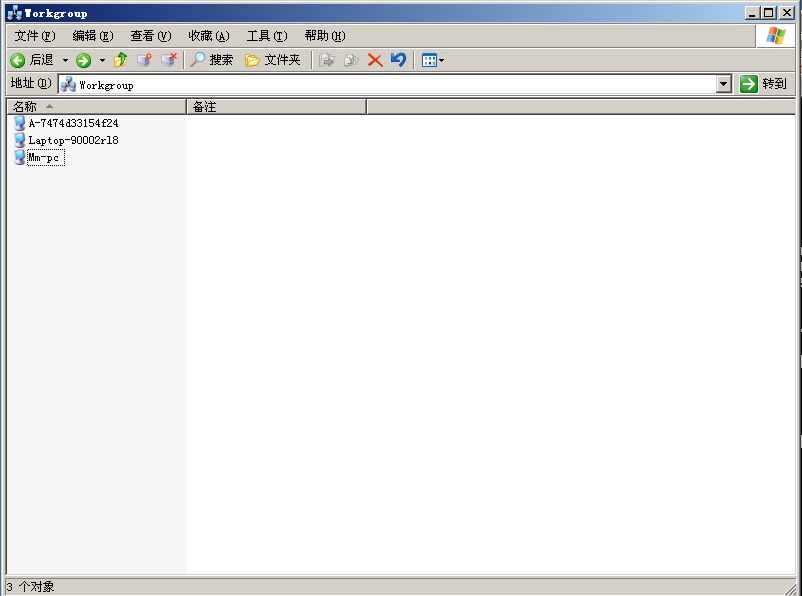 Workgroup
文件(F) 编辑(E) 查看(V) 收藏(A) 工具(T) 帮助(H)
后退 搜索 文件夹
地址(D) Workgroup 转到
名称 备注
A-7474d33154f24
Laptop-90002rl8
Mm-pc
3 个对象